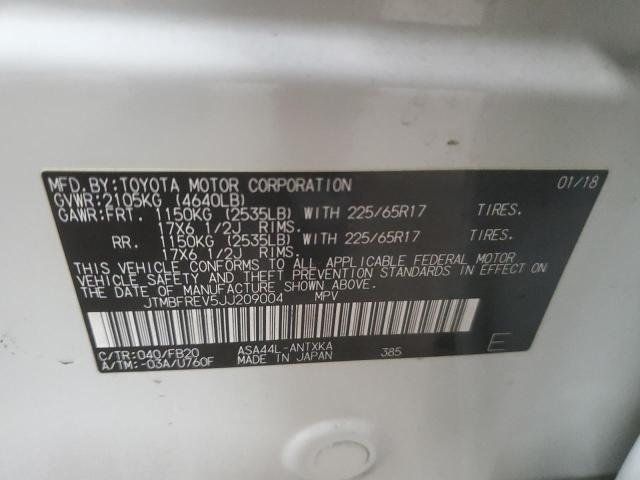 MFD. BY: TOYOTA MOTOR CORPORATION 01/18
GVWR: 2105KG (4640LB)
GAWR: FRT. 1150KG (2535LB) WITH 225/65R17 TIRES.
17X6 1/2J RIMS.
RR. 1150KG (2535LB) WITH 225/65R17 TIRES.
17X6 1/2J RIMS.
THIS VEHICLE CONFORMS TO ALL APPLICABLE FEDERAL MOTOR
VEHICLE SAFETY AND THEFT PREVENTION STANDARDS IN EFFECT ON
THE DATE OF MANUFACTURE SHOWN ABOVE.
JTMBFREV5JJ209004 MPV
C/TR: 040/FB20 ASA44L-ANTXKA 385 E
A/TM: -03A/U760F MADE IN JAPAN